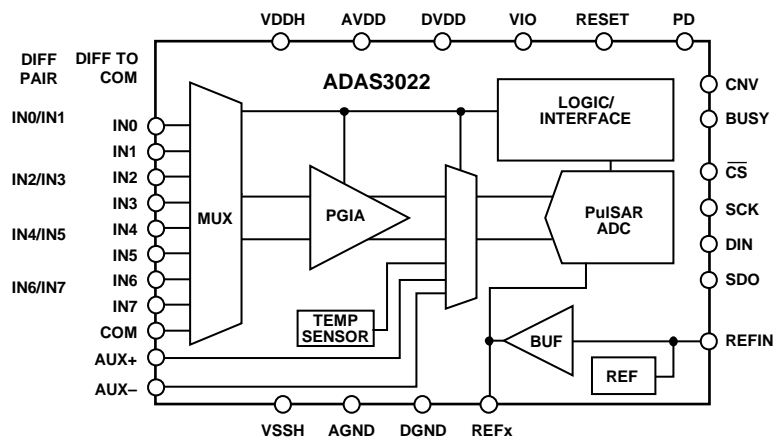 VDDH
AVDD
DVDD
VIO
RESET
PD
DIFF
PAIR
DIFF TO
COM
ADAS3022
LOGIC/
INTERFACE
CNV
BUSY
CS
SCK
DIN
SDO
REFIN
IN0/IN1
IN2/IN3
IN4/IN5
IN6/IN7
IN0
IN1
IN2
IN3
IN4
IN5
IN6
IN7
COM
AUX+
AUX–
MUX
PGIA
PulSAR
ADC
TEMP
SENSOR
BUF
REF
VSSH
AGND
DGND
REFx